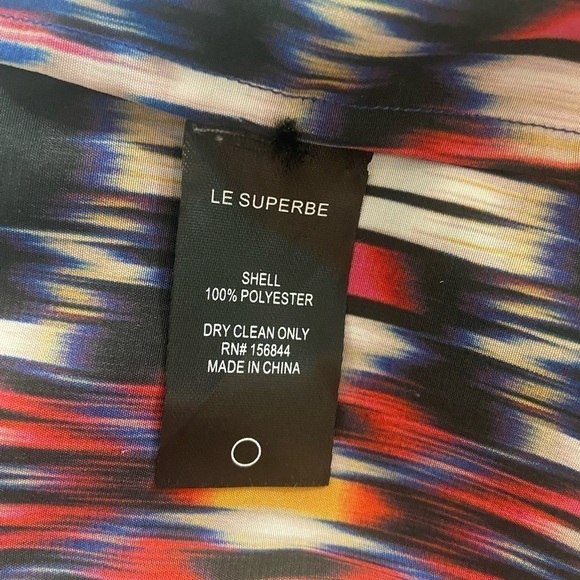 LE SUPERBE
SHELL
100% POLYESTER
DRY CLEAN ONLY
RN# 156844
MADE IN CHINA